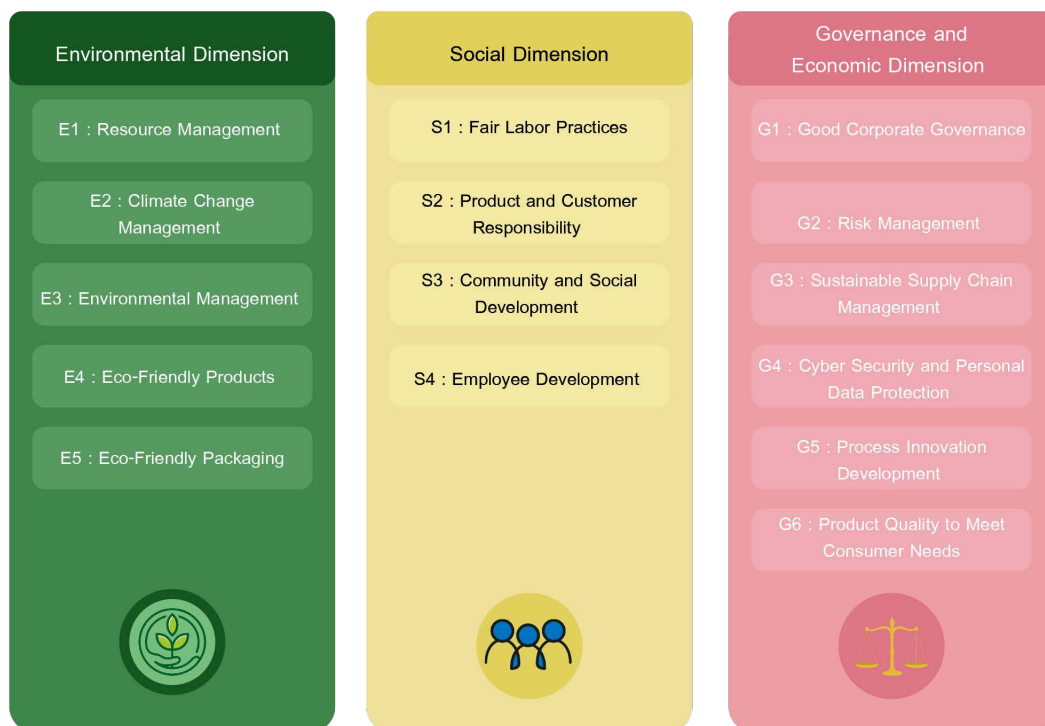 Environmental Dimension
E1 : Resource Management
E2 : Climate Change
Management
E3 : Environmental Management
E4 : Eco-Friendly Products
E5 : Eco-Friendly Packaging
Social Dimension
S1 : Fair Labor Practices
S2 : Product and Customer
Responsibility
S3 : Community and Social
Development
S4 : Employee Development
Governance and
Economic Dimension
G1 : Good Corporate Governance
G2 : Risk Management
G3 : Sustainable Supply Chain
Management
G4 : Cyber Security and Personal
Data Protection
G5 : Process Innovation
Development
G6 : Product Quality to Meet
Consumer Needs